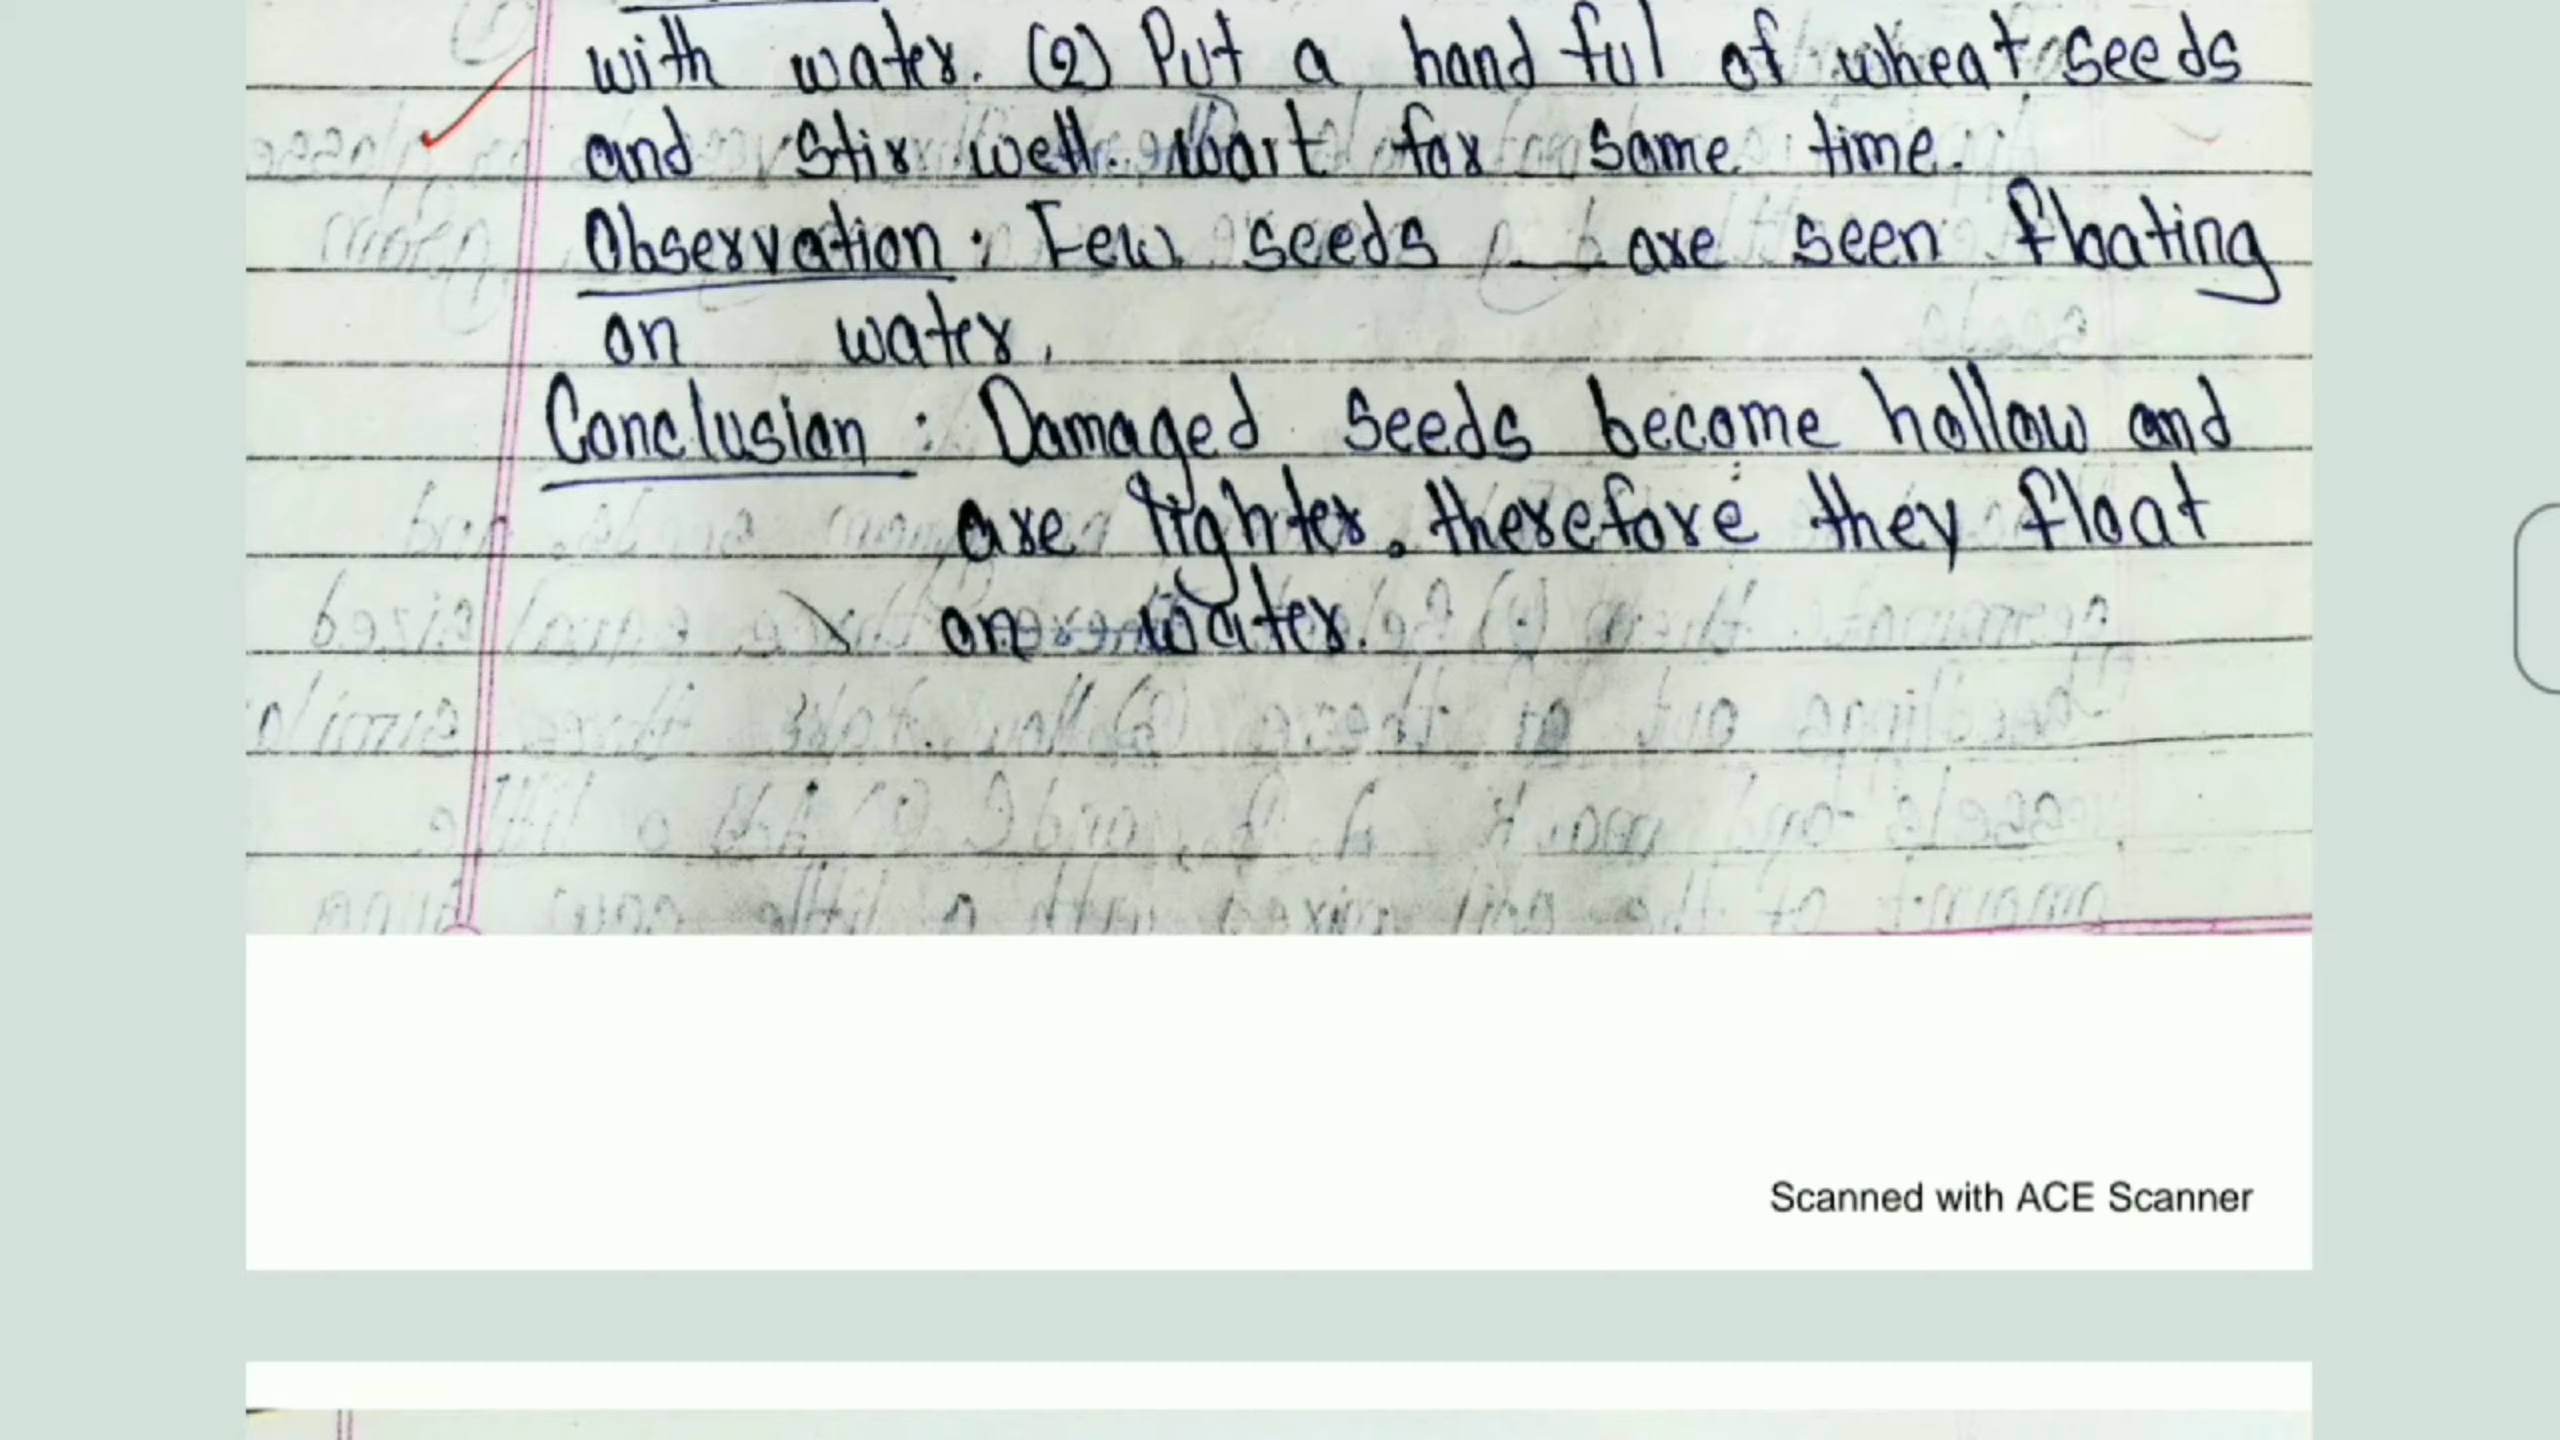 with water. (2) Put a hand ful of wheat seeds
and stir well. wait for some time.
Observation : Few seeds are seen floating
on water.
Conclusion : Damaged seeds become hollow and
are lighter. therefore they float
on water.
Scanned with ACE Scanner